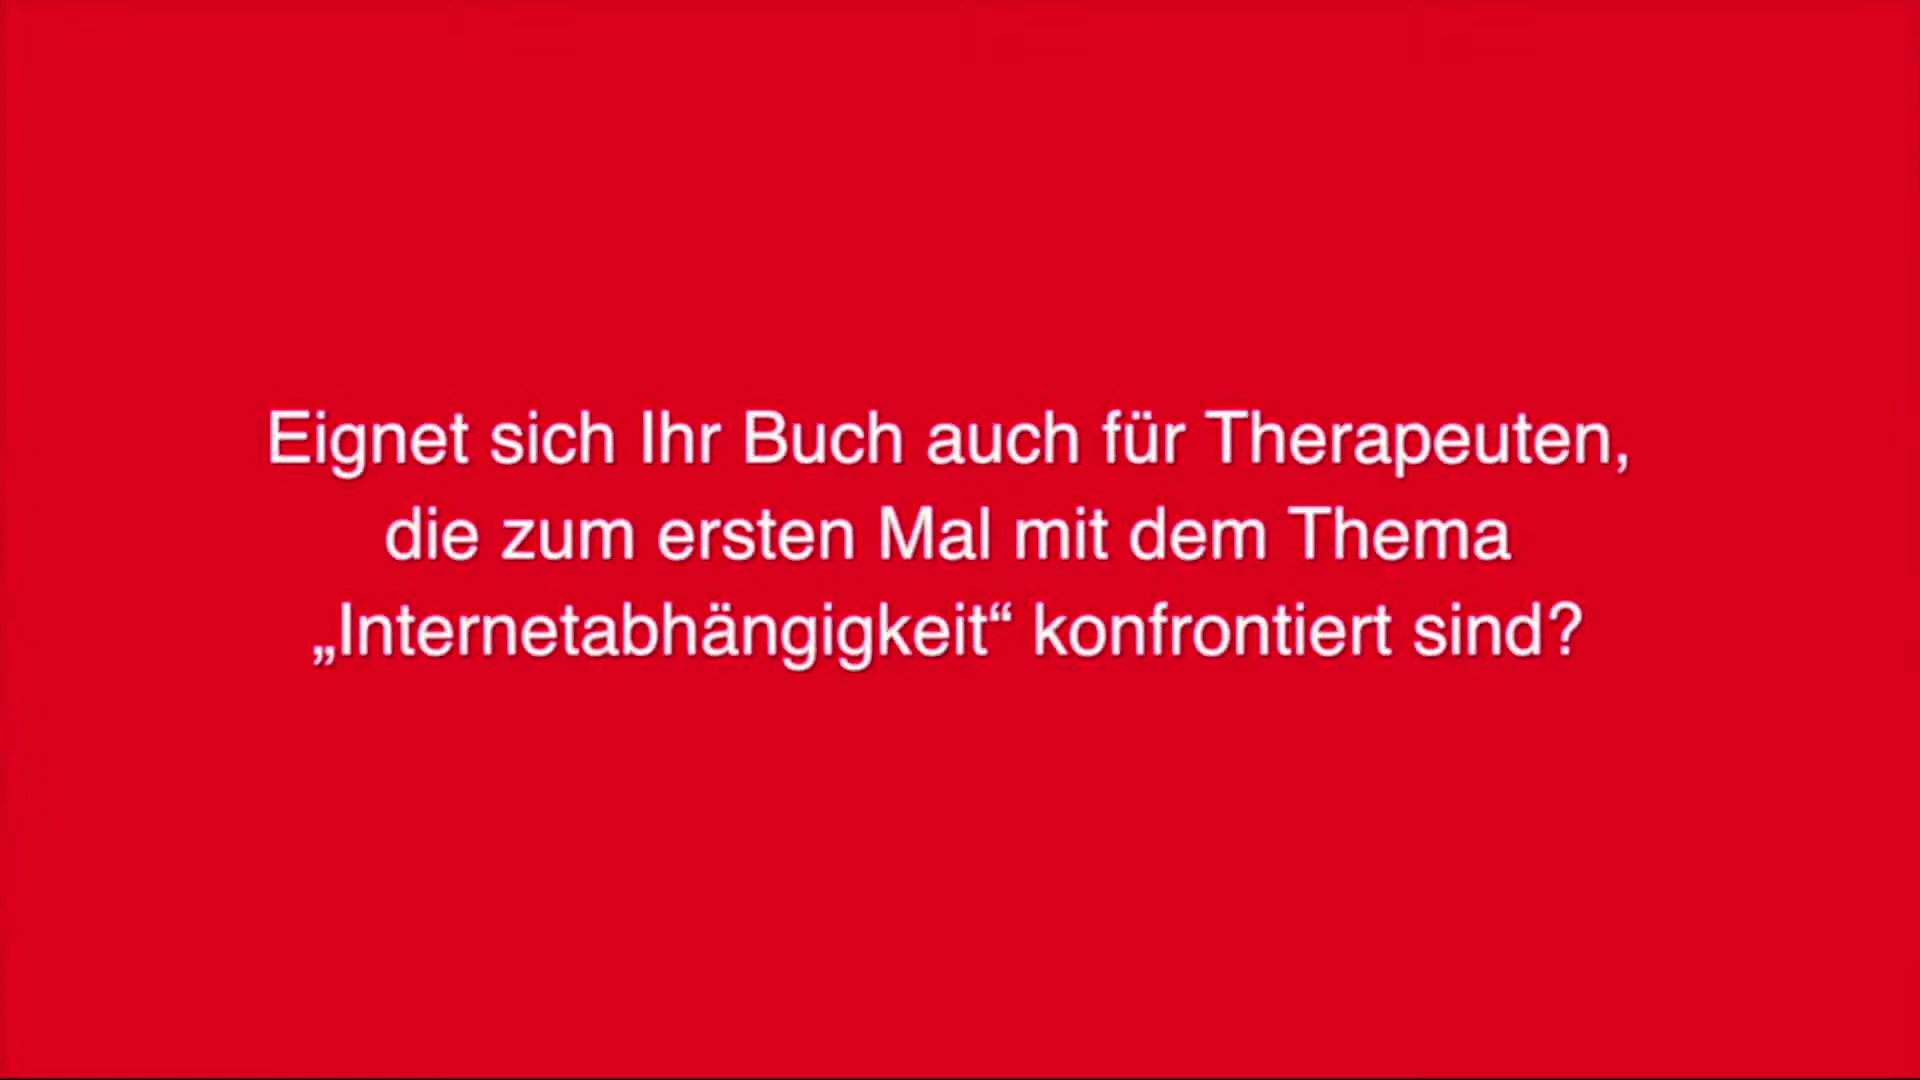 Eignet sich Ihr Buch auch für Therapeuten,
die zum ersten Mal mit dem Thema
„Internetabhängigkeit“ konfrontiert sind?